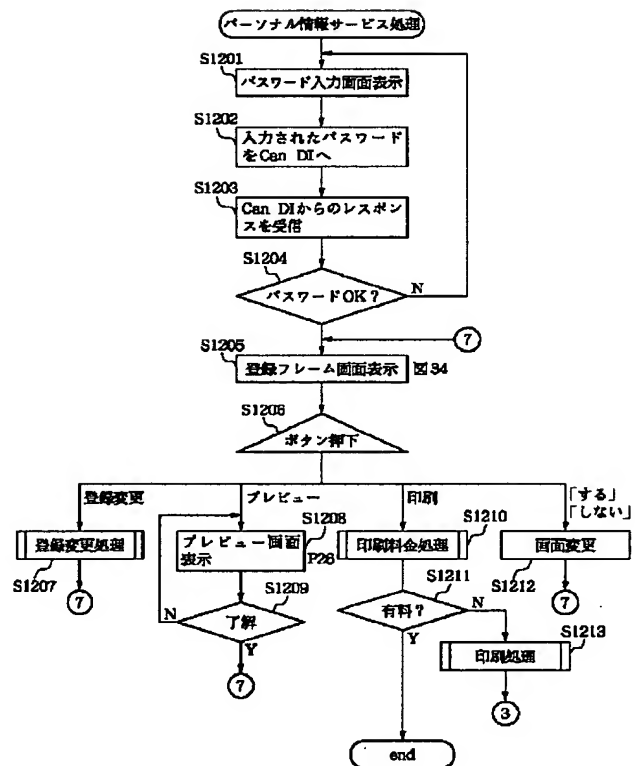 パーソナル情報サービス処理
S1201
パスワード入力画面表示
S1202
入力されたパスワード
をCan DIへ
S1203
Can DIからのレスポン
スを受信
S1204
パスワードOK?
N
7
S1205
登録フレーム画面表示
図34
S1206
ボタン押下
登録変更
プレビュー
印刷
「する」
「しない」
登録変更処理
S1207
7
S1208
プレビュー画面
表示
P26
S1209
了解
N
Y
7
S1210
印刷料金処理
S1211
有料?
N
Y
S1212
画面変更
7
S1213
印刷処理
3
end